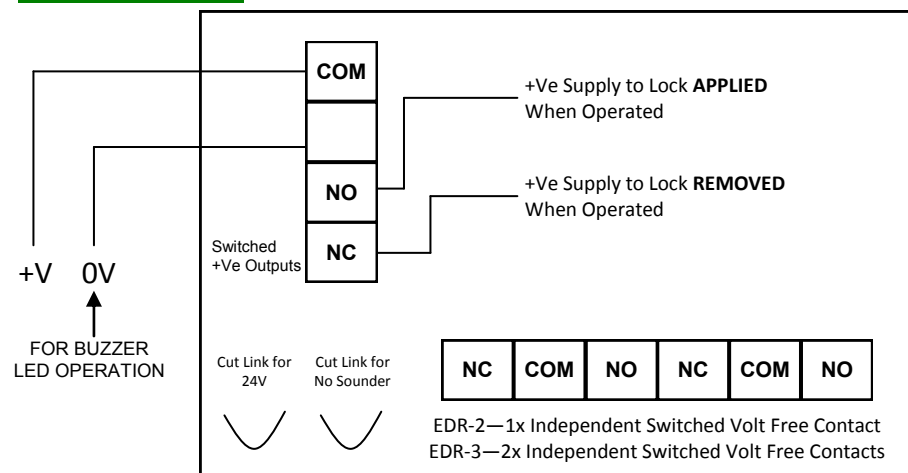 COM
+Ve Supply to Lock APPLIED
When Operated
NO
+Ve Supply to Lock REMOVED
When Operated
Switched
+Ve Outputs
NC
+V 0V
FOR BUZZER
LED OPERATION
Cut Link for
24V
Cut Link for
No Sounder
NC COM NO NC COM NO
EDR-2—1x Independent Switched Volt Free Contact
EDR-3—2x Independent Switched Volt Free Contacts